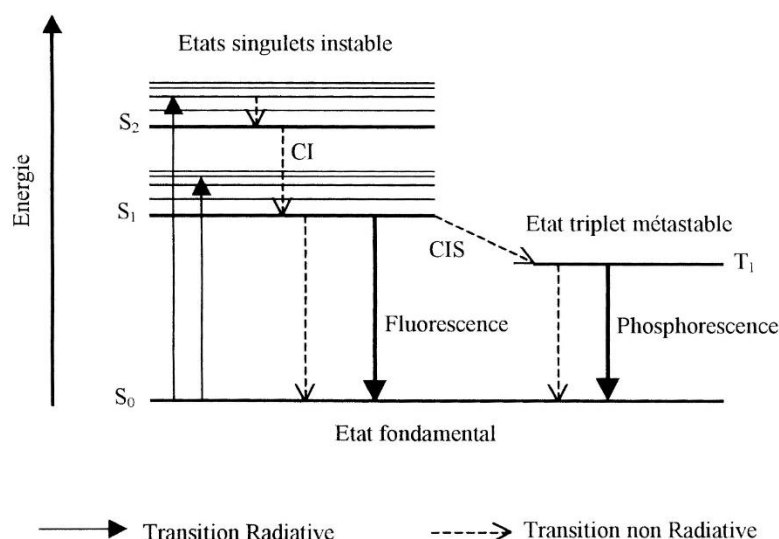 Etats singulets instable
Energie
S₂
CI
S₁
Etat triplet métastable
CIS
T₁
Fluorescence
Phosphorescence
S₀
Etat fondamental
Transition Radiative
Transition non Radiative